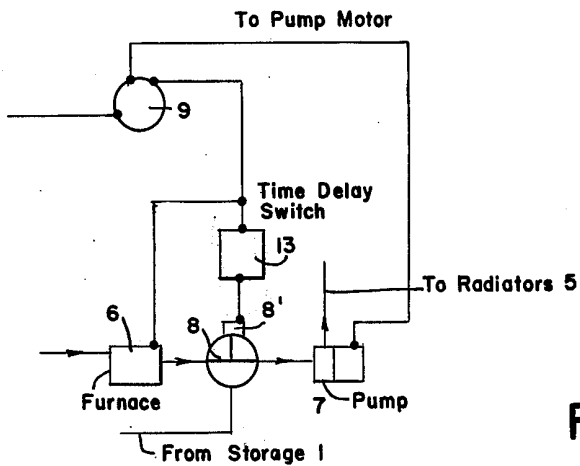 To Pump Motor
9
Time Delay
Switch
13
To Radiators 5
8'
6
8
Furnace
7
Pump
From Storage 1
F